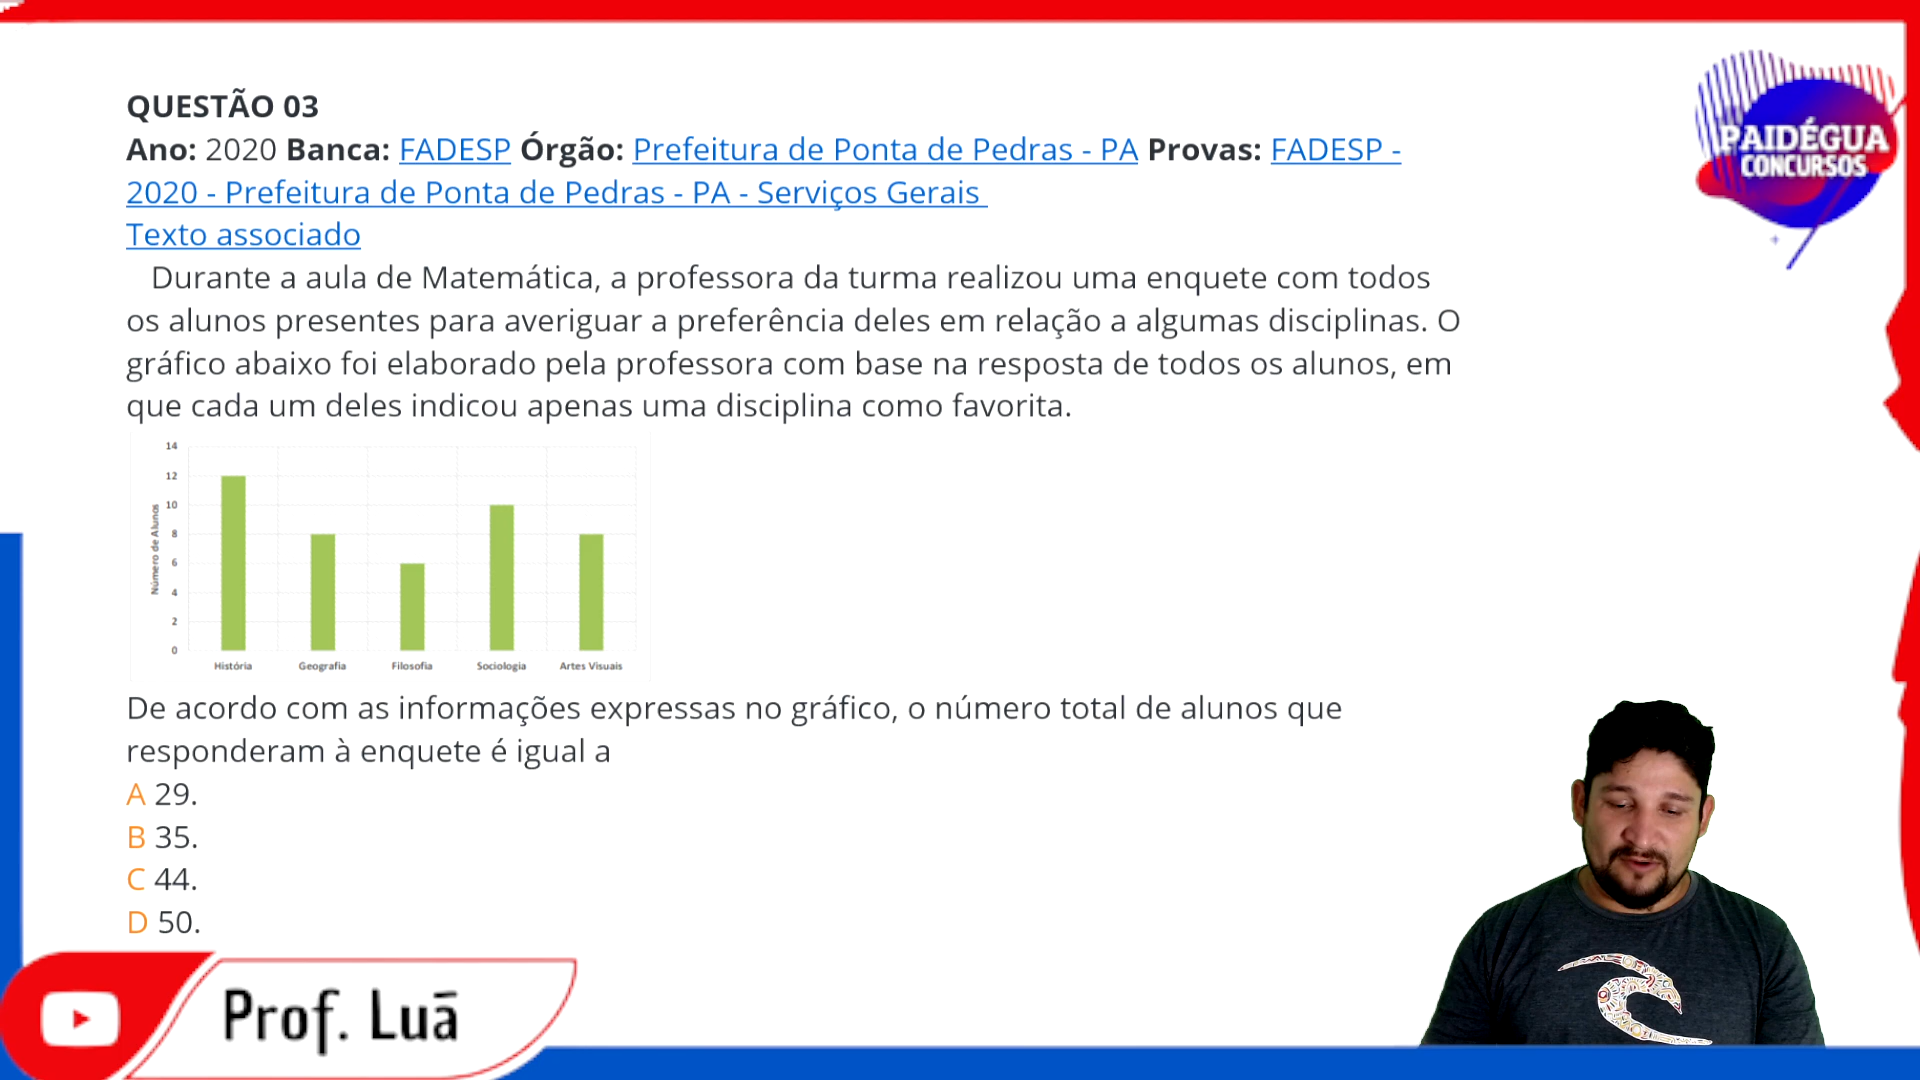 QUESTÃO 03
Ano: 2020 Banca: FADESP Órgão: Prefeitura de Ponta de Pedras - PA Provas: FADESP -
2020 - Prefeitura de Ponta de Pedras - PA - Serviços Gerais
Texto associado
Durante a aula de Matemática, a professora da turma realizou uma enquete com todos
os alunos presentes para averiguar a preferência deles em relação a algumas disciplinas. O
gráfico abaixo foi elaborado pela professora com base na resposta de todos os alunos, em
que cada um deles indicou apenas uma disciplina como favorita.
14
12
10
8
6
4
2
0
Número de Alunos
História Geografia Filosofia Sociologia Artes Visuais
De acordo com as informações expressas no gráfico, o número total de alunos que
responderam à enquete é igual a
A 29.
B 35.
C 44.
D 50.
PAIDÉGUA
CONCURSOS
Prof. Luã